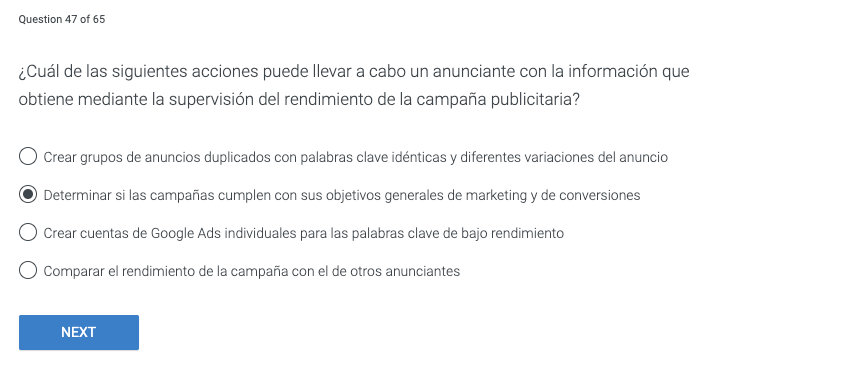 Question 47 of 65
¿Cuál de las siguientes acciones puede llevar a cabo un anunciante con la información que
obtiene mediante la supervisión del rendimiento de la campaña publicitaria?
Crear grupos de anuncios duplicados con palabras clave idénticas y diferentes variaciones del anuncio
Determinar si las campañas cumplen con sus objetivos generales de marketing y de conversiones
Crear cuentas de Google Ads individuales para las palabras clave de bajo rendimiento
Comparar el rendimiento de la campaña con el de otros anunciantes
NEXT